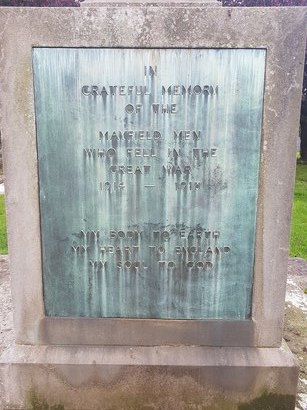 IN
GRATEFUL MEMORY
OF THE
MAYFIELD MEN
WHO FELL IN THE
GREAT WAR
1914 — 1918
MY BODY TO EARTH
MY HEART TO ENGLAND
MY SOUL TO GOD